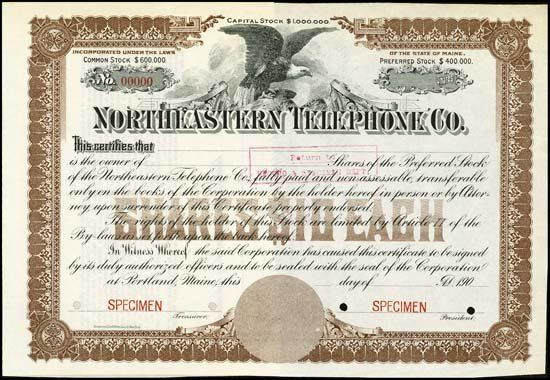 CAPITAL STOCK $1,000,000.
INCORPORATED UNDER THE LAWS
OF THE STATE OF MAINE.
COMMON STOCK $600,000
PREFERRED STOCK $400,000.
No. 00000
NORTHEASTERN TELEPHONE CO.
This certifies that
Return
is the owner of Shares of the Preferred Stock
of the Northeastern Telephone Co. fully paid and non-assessable, transferable
only on the books of the Corporation by the holder hereof in person or by Attor-
ney upon surrender of this Certificate properly endorsed.
The rights of the holder of this Stock are limited by Article VI of the
By-laws printed upon the back hereof.
SHARES $10 EACH
In Witness Whereof, the said Corporation has caused this certificate to be signed
by its duly authorized officers and to be sealed with the seal of the Corporation
at Portland, Maine, this day of A.D. 190
SPECIMEN SPECIMEN
Treasurer. President.